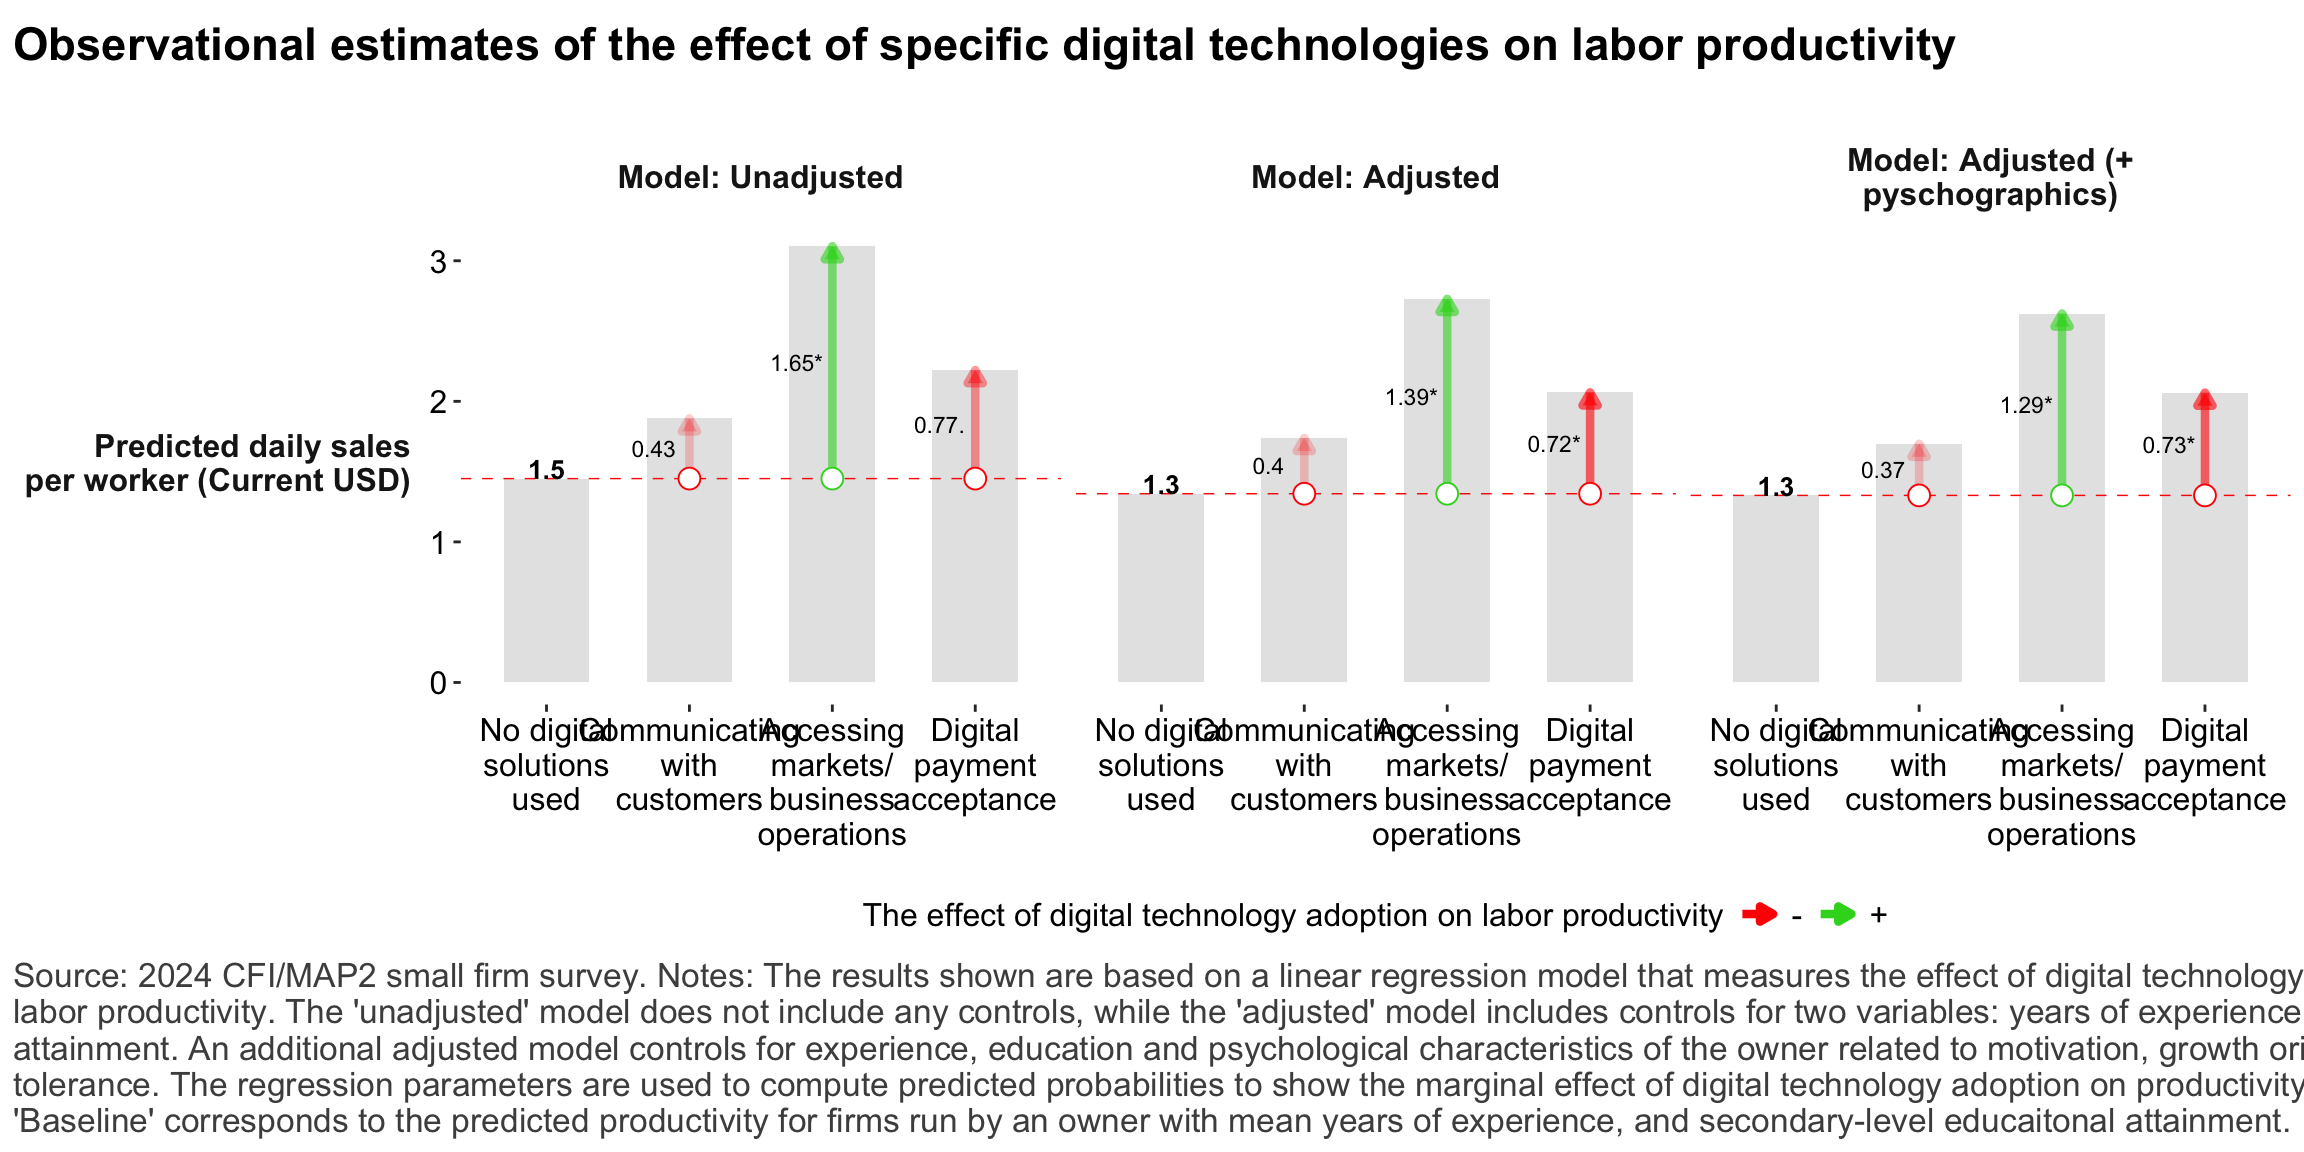 Observational estimates of the effect of specific digital technologies on labor productivity
Model: Unadjusted
Model: Adjusted
Model: Adjusted (+
pyschographics)
Predicted daily sales
per worker (Current USD)
3
2
1
0
1.5
0.43
1.65*
0.77.
1.3
0.4
1.39*
0.72*
1.3
0.37
1.29*
0.73*
No digital
solutions
used
Communicating
with
customers
Accessing
markets/
business
operations
Digital
payment
acceptance
No digital
solutions
used
Communicating
with
customers
Accessing
markets/
business
operations
Digital
payment
acceptance
No digital
solutions
used
Communicating
with
customers
Accessing
markets/
business
operations
Digital
payment
acceptance
The effect of digital technology adoption on labor productivity - +
Source: 2024 CFI/MAP2 small firm survey. Notes: The results shown are based on a linear regression model that measures the effect of digital technology
labor productivity. The 'unadjusted' model does not include any controls, while the 'adjusted' model includes controls for two variables: years of experience
attainment. An additional adjusted model controls for experience, education and psychological characteristics of the owner related to motivation, growth ori
tolerance. The regression parameters are used to compute predicted probabilities to show the marginal effect of digital technology adoption on productivity
'Baseline' corresponds to the predicted productivity for firms run by an owner with mean years of experience, and secondary-level educaitonal attainment.